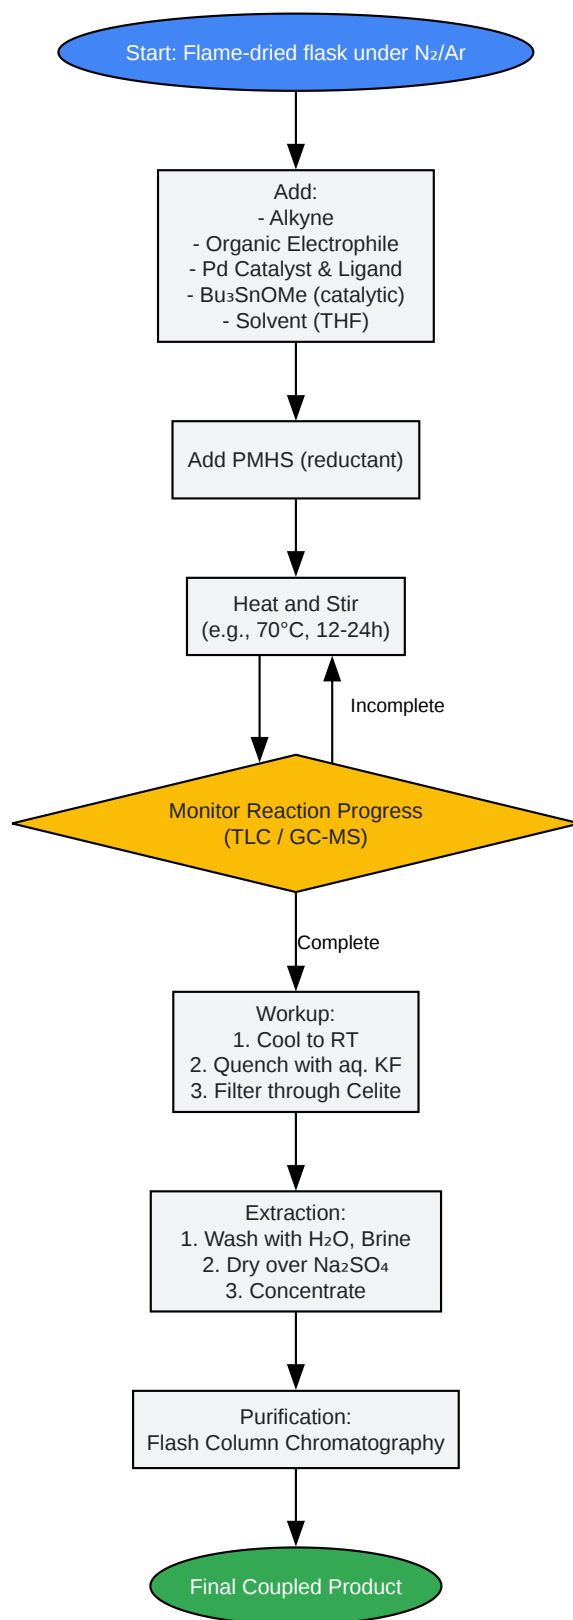 Start: Flame-dried flask under N₂/Ar
Add:
- Alkyne
- Organic Electrophile
- Pd Catalyst & Ligand
- Bu₃SnOMe (catalytic)
- Solvent (THF)
Add PMHS (reductant)
Heat and Stir
(e.g., 70°C, 12-24h)
Incomplete
Monitor Reaction Progress
(TLC / GC-MS)
Complete
Workup:
1. Cool to RT
2. Quench with aq. KF
3. Filter through Celite
Extraction:
1. Wash with H₂O, Brine
2. Dry over Na₂SO₄
3. Concentrate
Purification:
Flash Column Chromatography
Final Coupled Product